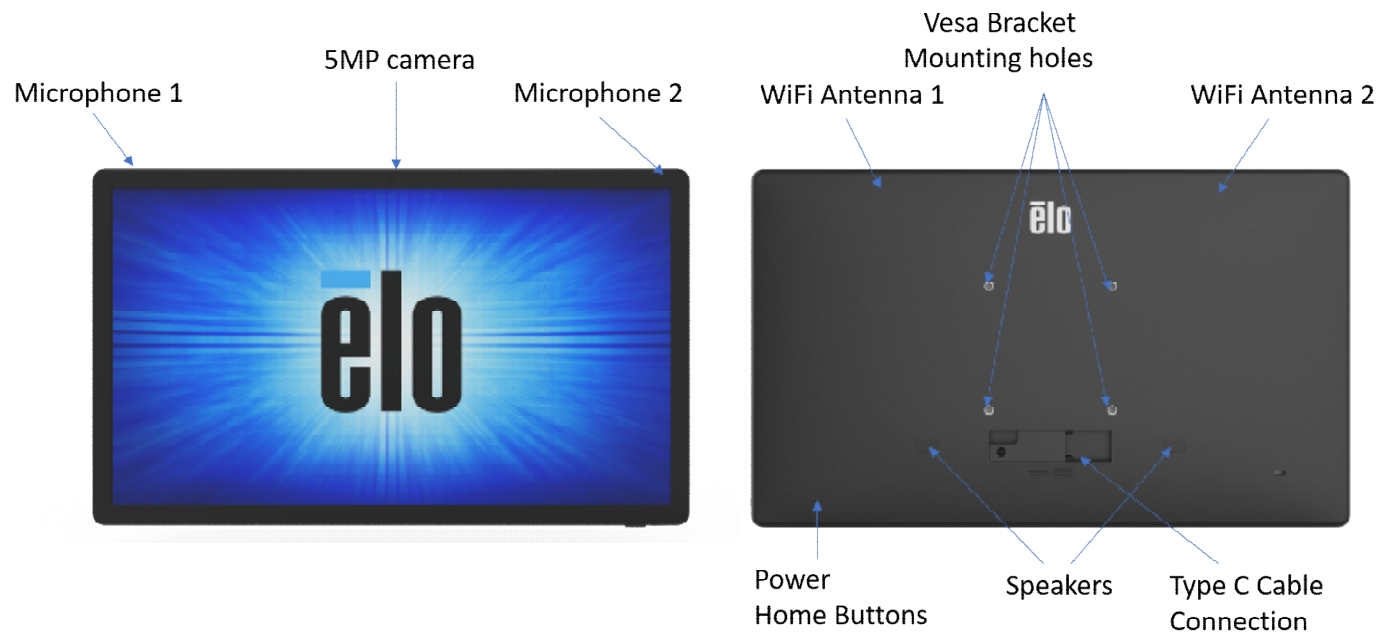 Vesa Bracket
Mounting holes
5MP camera
Microphone 1
Microphone 2
WiFi Antenna 1
WiFi Antenna 2
ēlo
ēlo
Power
Home Buttons
Speakers
Type C Cable
Connection